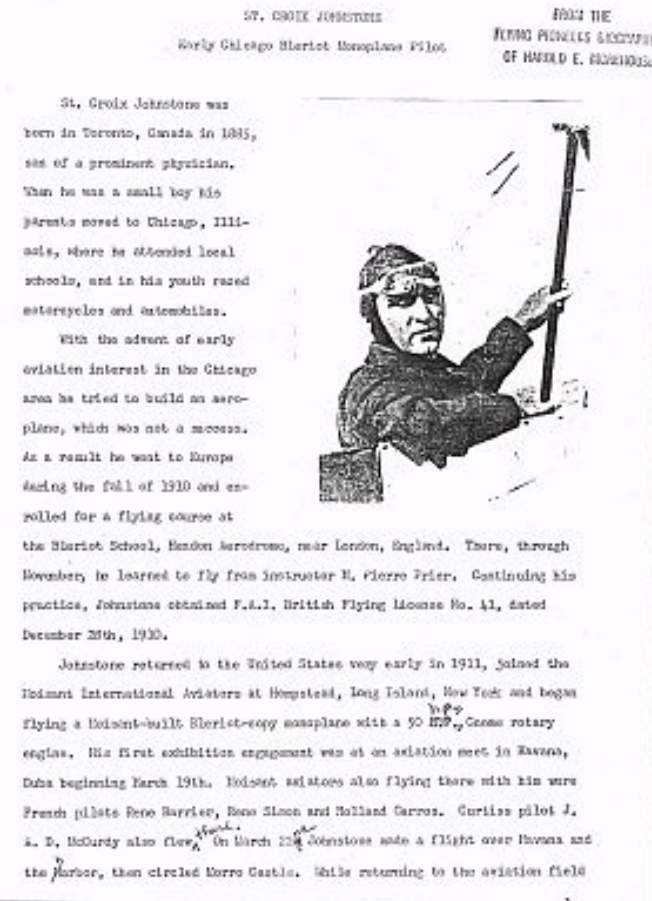 ST. CROIX JOHNSTONE
Early Chicago Bleriot Monoplane Pilot
FROM THE
FLYING PIONEERS BIOGRAPHIES
OF HAROLD E. MOREHOUSE
St. Croix Johnstone was
born in Toronto, Canada in 1885,
son of a prominent physician.
When he was a small boy his
parents moved to Chicago, Illi-
nois, where he attended local
schools, and in his youth raced
motorcycles and automobiles.
With the advent of early
aviation interest in the Chicago
area he tried to build an aero-
plane, which was not a success.
As a result he went to Europe
during the fall of 1910 and en-
rolled for a flying course at
the Bleriot School, Hendon Aerodrome, near London, England. There, through
November, he learned to fly from instructor M. Pierre Prier. Continuing his
practice, Johnstone obtained F.A.I. British Flying License No. 41, dated
December 28th, 1910.
Johnstone returned to the United States very early in 1911, joined the
Moisant International Aviators at Hempstead, Long Island, New York and began
flying a Moisant-built Bleriot-copy monoplane with a 50 h.p. Gnome rotary
engine. His first exhibition engagement was at an aviation meet in Havana,
Cuba beginning March 19th. Moisant aviators also flying there with him were
French pilots Rene Barrier, Rene Simon and Rolland Garros. Curtiss pilot J.
A. D. McCurdy also flew there. On March 22nd Johnstone made a flight over Havana and
the harbor, then circled Morro Castle. While returning to the aviation field